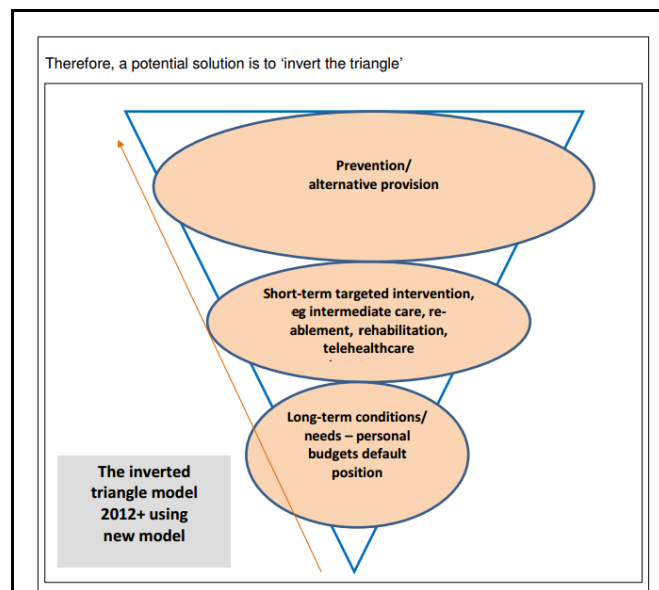 Therefore, a potential solution is to ‘invert the triangle’
Prevention/
alternative provision
Short-term targeted intervention,
eg intermediate care, re-
ablement, rehabilitation,
telehealthcare
Long-term conditions/
needs – personal
budgets default
position
The inverted
triangle model
2012+ using
new model